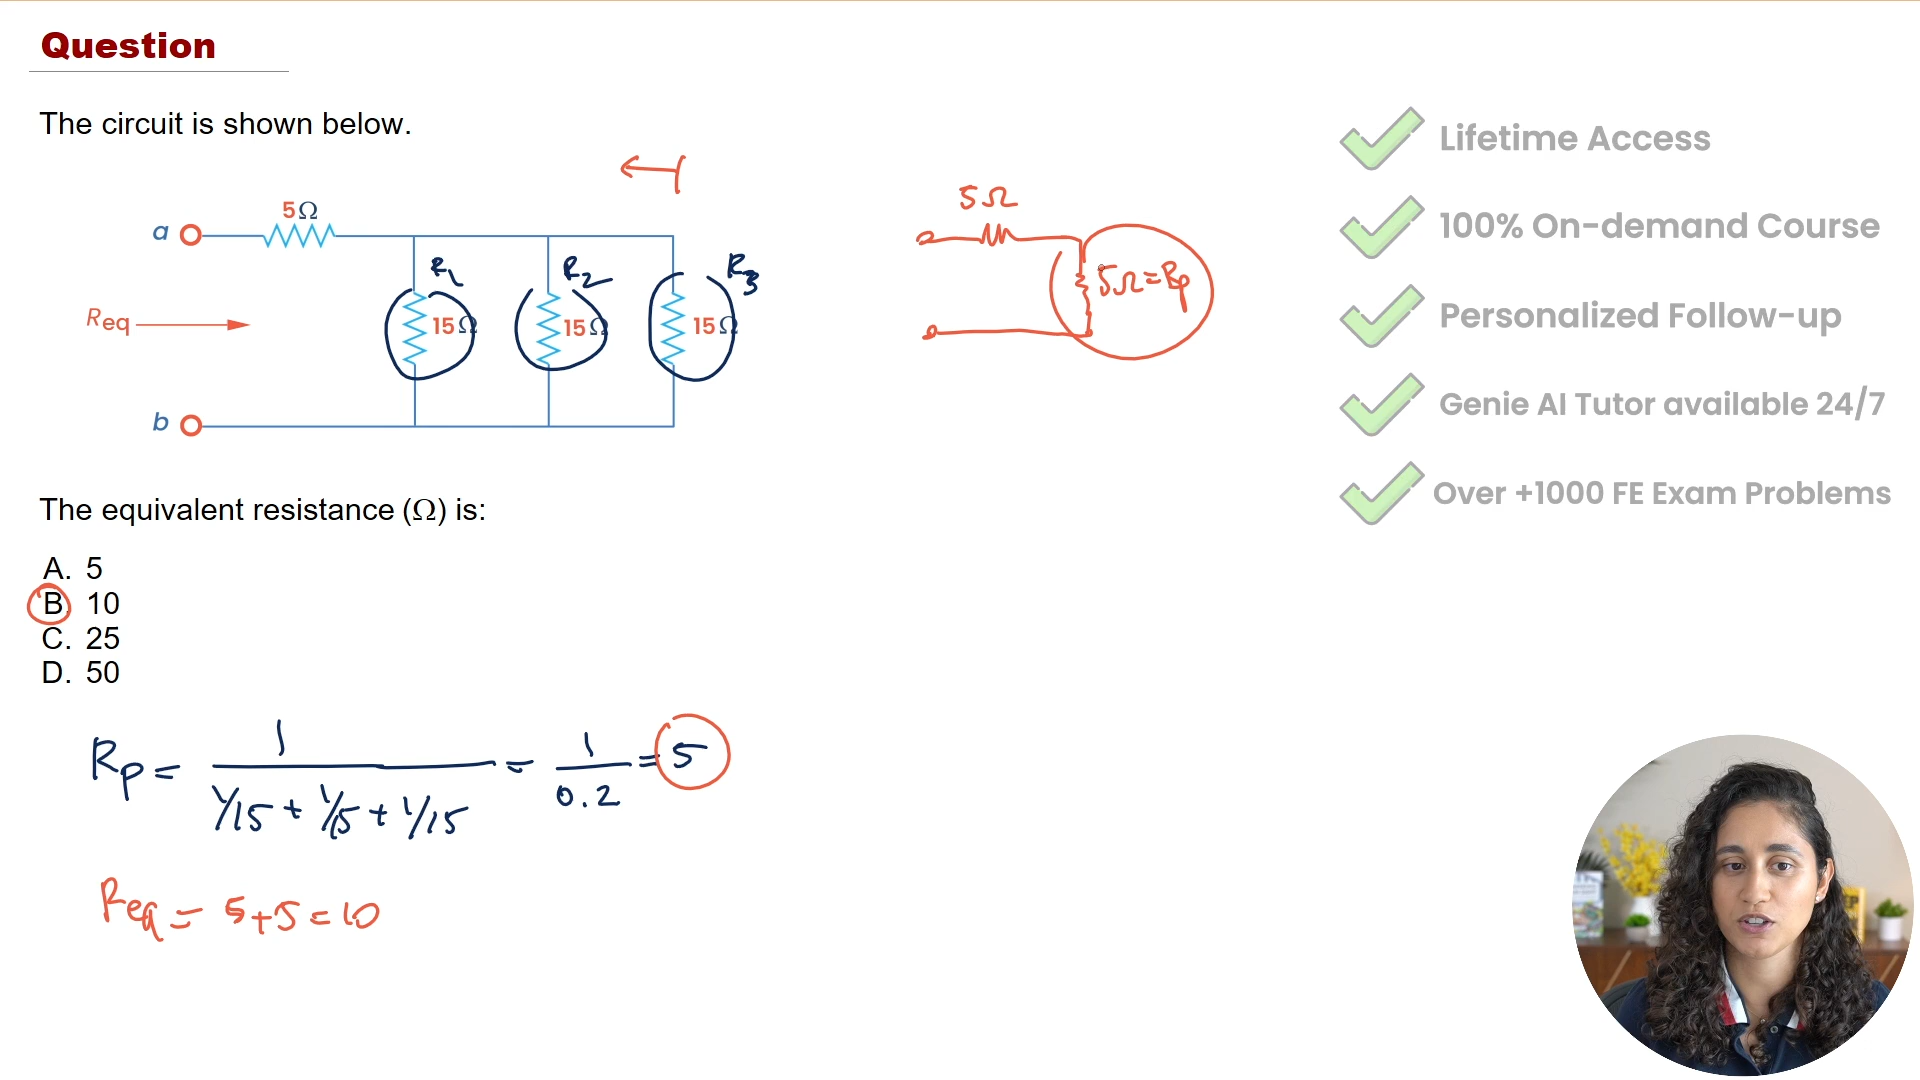 Question
The circuit is shown below.
5Ω
a
R1
R2
R3
Req
15Ω
15Ω
15Ω
b
5Ω
5Ω=Rp
The equivalent resistance (Ω) is:
A. 5
B. 10
C. 25
D. 50
Rp = 1 / (1/15 + 1/15 + 1/15) = 1/0.2 = 5
Req = 5+5=10
Lifetime Access
100% On-demand Course
Personalized Follow-up
Genie AI Tutor available 24/7
Over +1000 FE Exam Problems